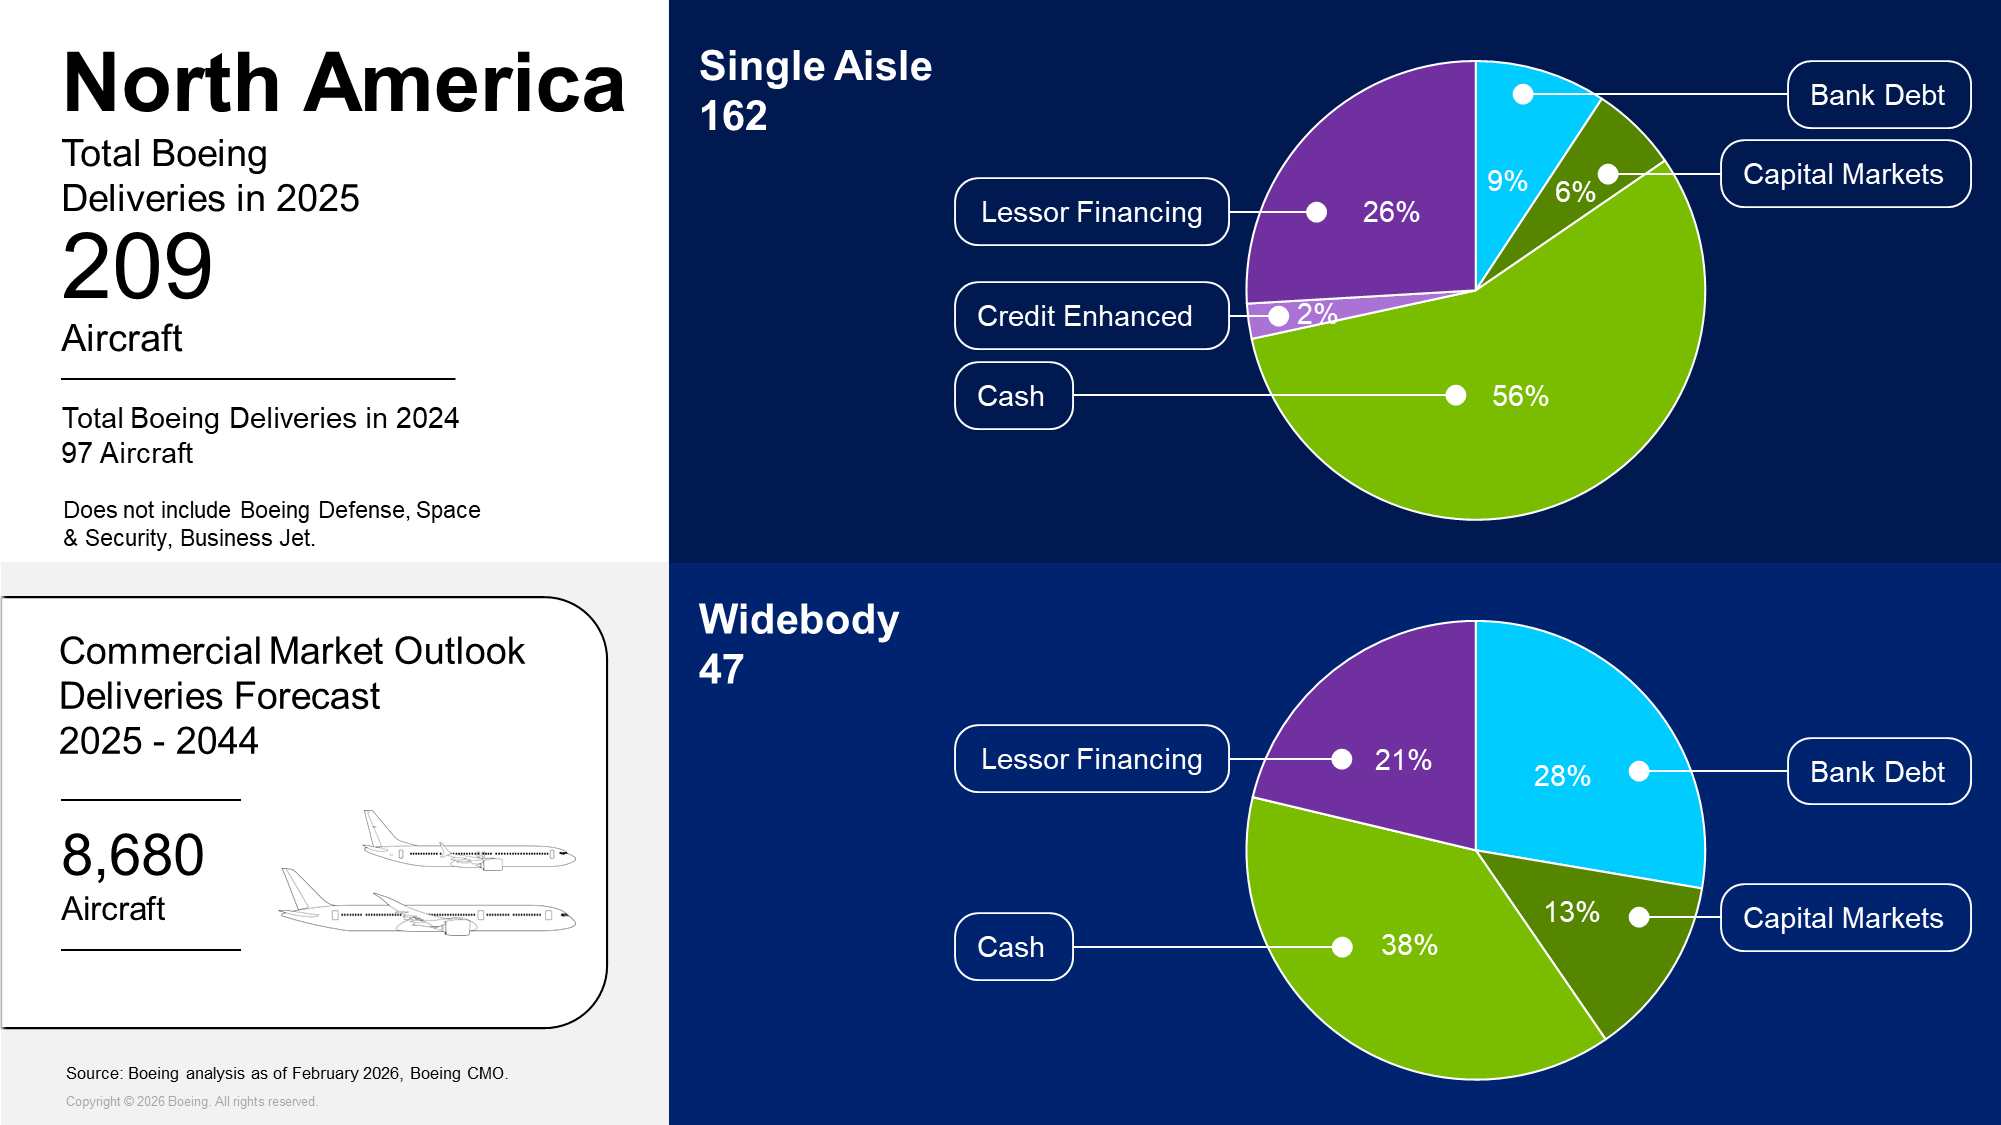 North America
Total Boeing
Deliveries in 2025
209
Aircraft
Total Boeing Deliveries in 2024
97 Aircraft
Does not include Boeing Defense, Space
& Security, Business Jet.
Commercial Market Outlook
Deliveries Forecast
2025 - 2044
8,680
Aircraft
Source: Boeing analysis as of February 2026, Boeing CMO.
Copyright © 2026 Boeing. All rights reserved.
Single Aisle
162
Bank Debt
9%
Capital Markets
6%
Lessor Financing
26%
Credit Enhanced
2%
Cash
56%
Widebody
47
Lessor Financing
21%
Bank Debt
28%
Capital Markets
13%
Cash
38%